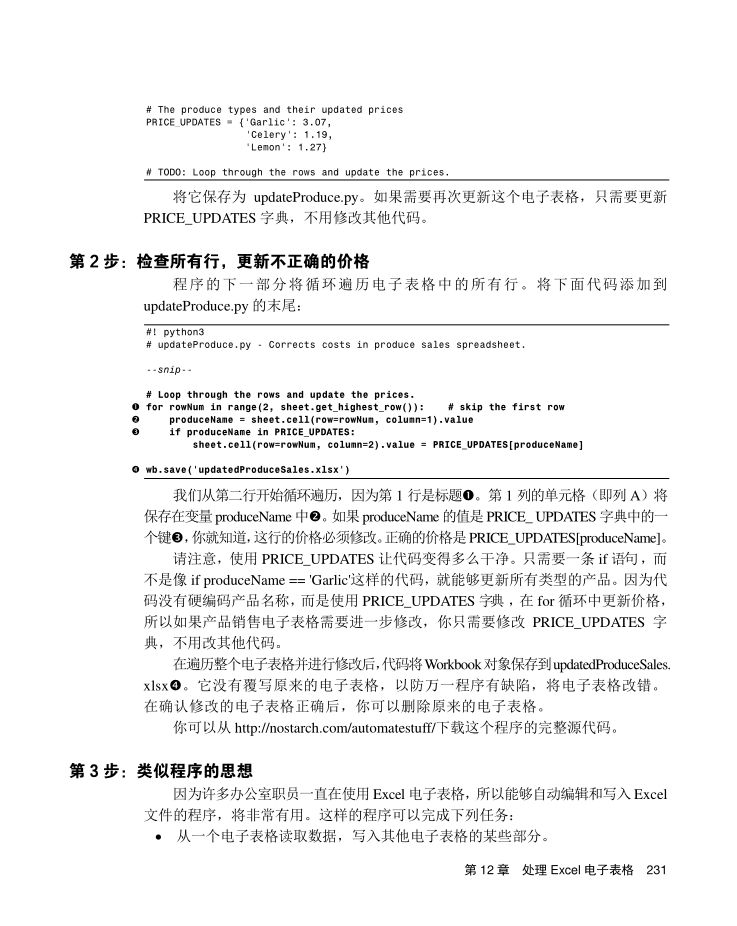 # The produce types and their updated prices
PRICE_UPDATES = {'Garlic': 3.07,
'Celery': 1.19,
'Lemon': 1.27}
# TODO: Loop through the rows and update the prices.
将它保存为 updateProduce.py。如果需要再次更新这个电子表格，只需要更新
PRICE_UPDATES 字典，不用修改其他代码。
第 2 步：检查所有行，更新不正确的价格
程序的下一部分将循环遍历电子表格中的所有行。将下面代码添加到
updateProduce.py 的末尾：
#! python3
# updateProduce.py - Corrects costs in produce sales spreadsheet.
--snip--
# Loop through the rows and update the prices.
❶ for rowNum in range(2, sheet.get_highest_row()):    # skip the first row
❷     produceName = sheet.cell(row=rowNum, column=1).value
❸     if produceName in PRICE_UPDATES:
sheet.cell(row=rowNum, column=2).value = PRICE_UPDATES[produceName]
❹ wb.save('updatedProduceSales.xlsx')
我们从第二行开始循环遍历，因为第 1 行是标题❶。第 1 列的单元格（即列 A）将
保存在变量 produceName 中❷。如果 produceName 的值是 PRICE_ UPDATES 字典中的一
个键❸，你就知道，这行的价格必须修改。正确的价格是 PRICE_UPDATES[produceName]。
请注意，使用 PRICE_UPDATES 让代码变得多么干净。只需要一条 if 语句，而
不是像 if produceName == 'Garlic'这样的代码，就能够更新所有类型的产品。因为代
码没有硬编码产品名称，而是使用 PRICE_UPDATES 字典，在 for 循环中更新价格，
所以如果产品销售电子表格需要进一步修改，你只需要修改 PRICE_UPDATES 字
典，不用改其他代码。
在遍历整个电子表格并进行修改后，代码将 Workbook 对象保存到 updatedProduceSales.
xlsx❹。它没有覆写原来的电子表格，以防万一程序有缺陷，将电子表格改错。
在确认修改的电子表格正确后，你可以删除原来的电子表格。
你可以从 http://nostarch.com/automatestuff/下载这个程序的完整源代码。
第 3 步：类似程序的思想
因为许多办公室职员一直在使用 Excel 电子表格，所以能够自动编辑和写入 Excel
文件的程序，将非常有用。这样的程序可以完成下列任务：
• 从一个电子表格读取数据，写入其他电子表格的某些部分。
第 12 章 处理 Excel 电子表格 231